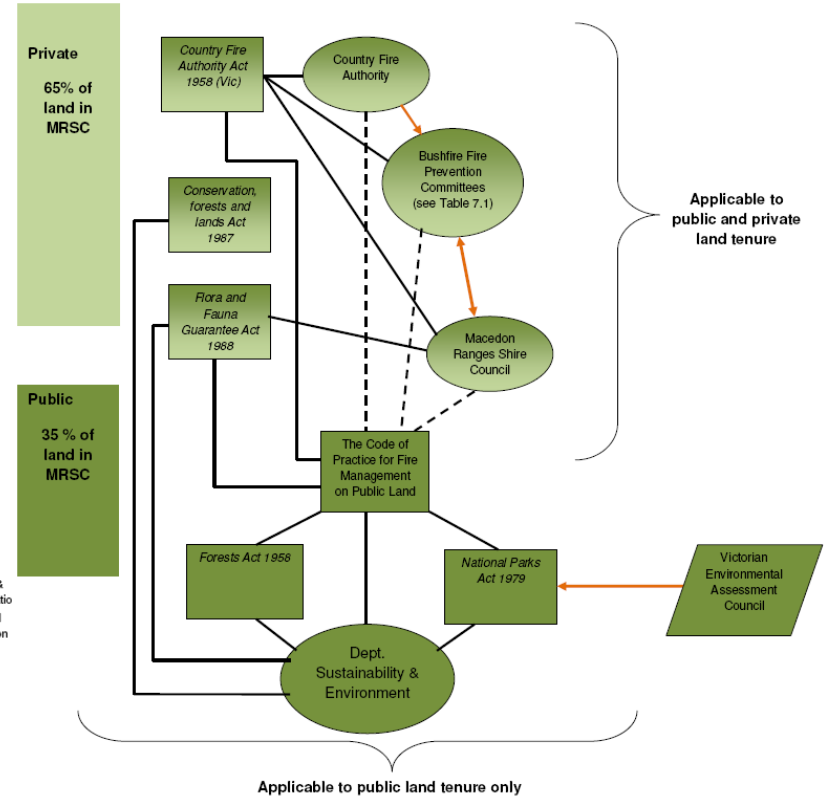 Private
65% of
land in
MRSC
Country Fire
Authority Act
1958 (Vic)
Country Fire
Authority
Bushfire Fire
Prevention
Committees
(see Table 7.1)
Applicable to
public and private
land tenure
Conservation,
forests and
lands Act
1987
Flora and
Fauna
Guarantee Act
1988
Macedon
Ranges Shire
Council
Public
35 % of
land in
MRSC
The Code of
Practice for Fire
Management
on Public Land
Forests Act 1958
National Parks
Act 1979
Victorian
Environmental
Assessment
Council
&
tio
on
Dept.
Sustainability &
Environment
Applicable to public land tenure only